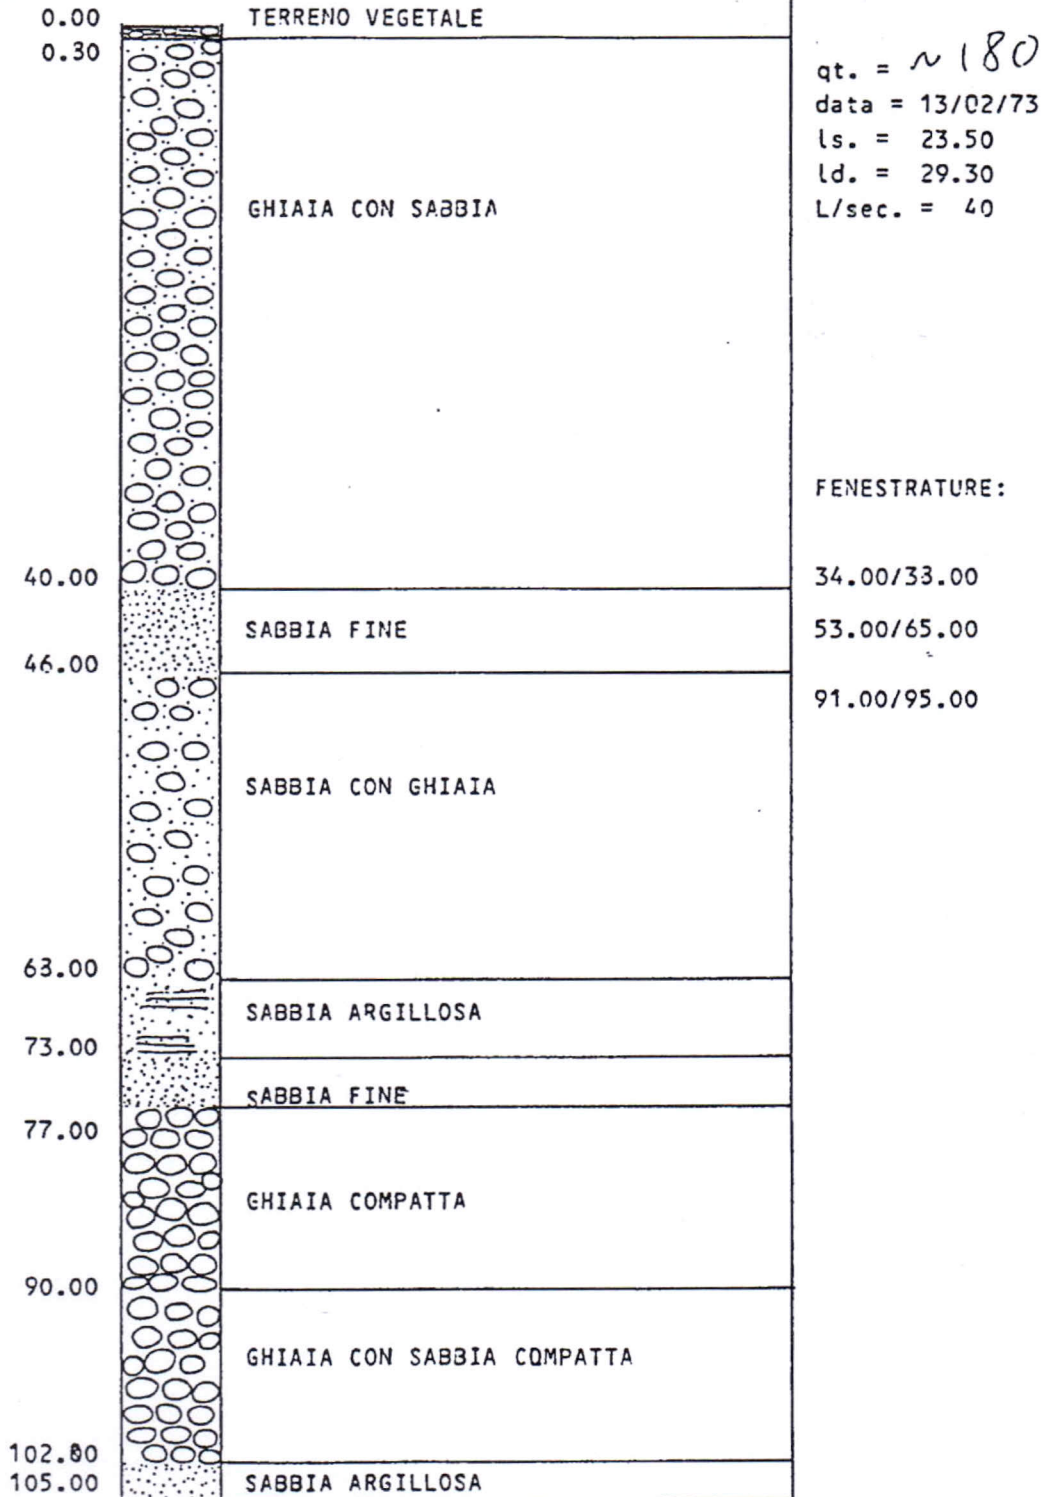 0.00 TERRENO VEGETALE
0.30
qt. = ~ 180
data = 13/02/73
ls. = 23.50
ld. = 29.30
L/sec. = 40
GHIAIA CON SABBIA
FENESTRATURE:
40.00 34.00/33.00
SABBIA FINE 53.00/65.00
46.00
91.00/95.00
SABBIA CON GHIAIA
63.00
SABBIA ARGILLOSA
73.00
SABBIA FINE
77.00
GHIAIA COMPATTA
90.00
GHIAIA CON SABBIA COMPATTA
102.80
105.00 SABBIA ARGILLOSA